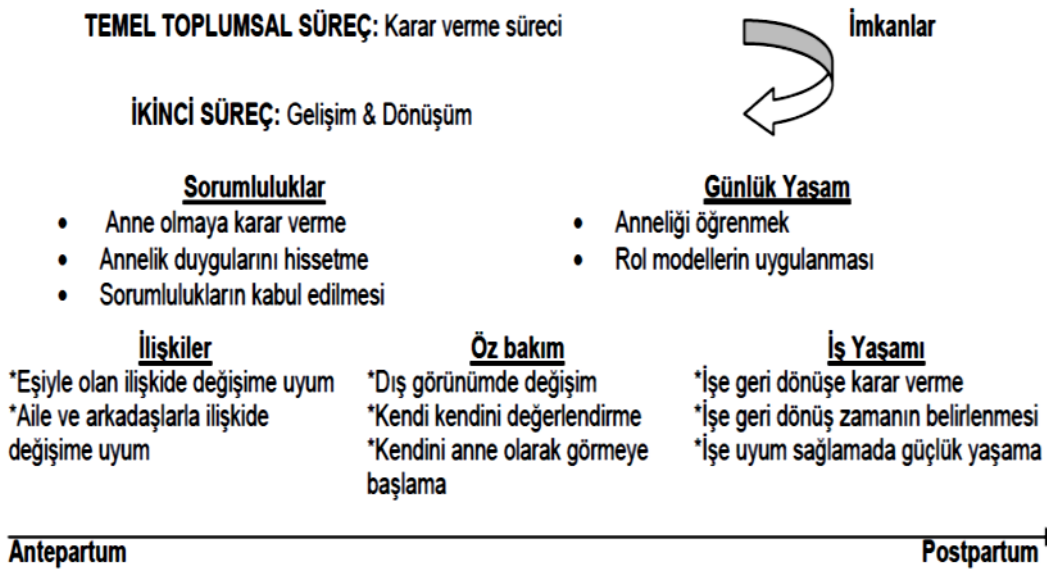 TEMEL TOPLUMSAL SÜREÇ: Karar verme süreci
İmkanlar
İKİNCİ SÜREÇ: Gelişim & Dönüşüm
Sorumluluklar
• Anne olmaya karar verme
• Annelik duygularını hissetme
• Sorumlulukların kabul edilmesi
Günlük Yaşam
• Anneliği öğrenmek
• Rol modellerin uygulanması
İlişkiler
*Eşiyle olan ilişkide değişime uyum
*Aile ve arkadaşlarla ilişkide
değişime uyum
Öz bakım
*Dış görünümde değişim
*Kendi kendini değerlendirme
*Kendini anne olarak görmeye
başlama
İş Yaşamı
*İşe geri dönüşe karar verme
*İşe geri dönüş zamanın belirlenmesi
*İşe uyum sağlamada güçlük yaşama
Antepartum
Postpartum